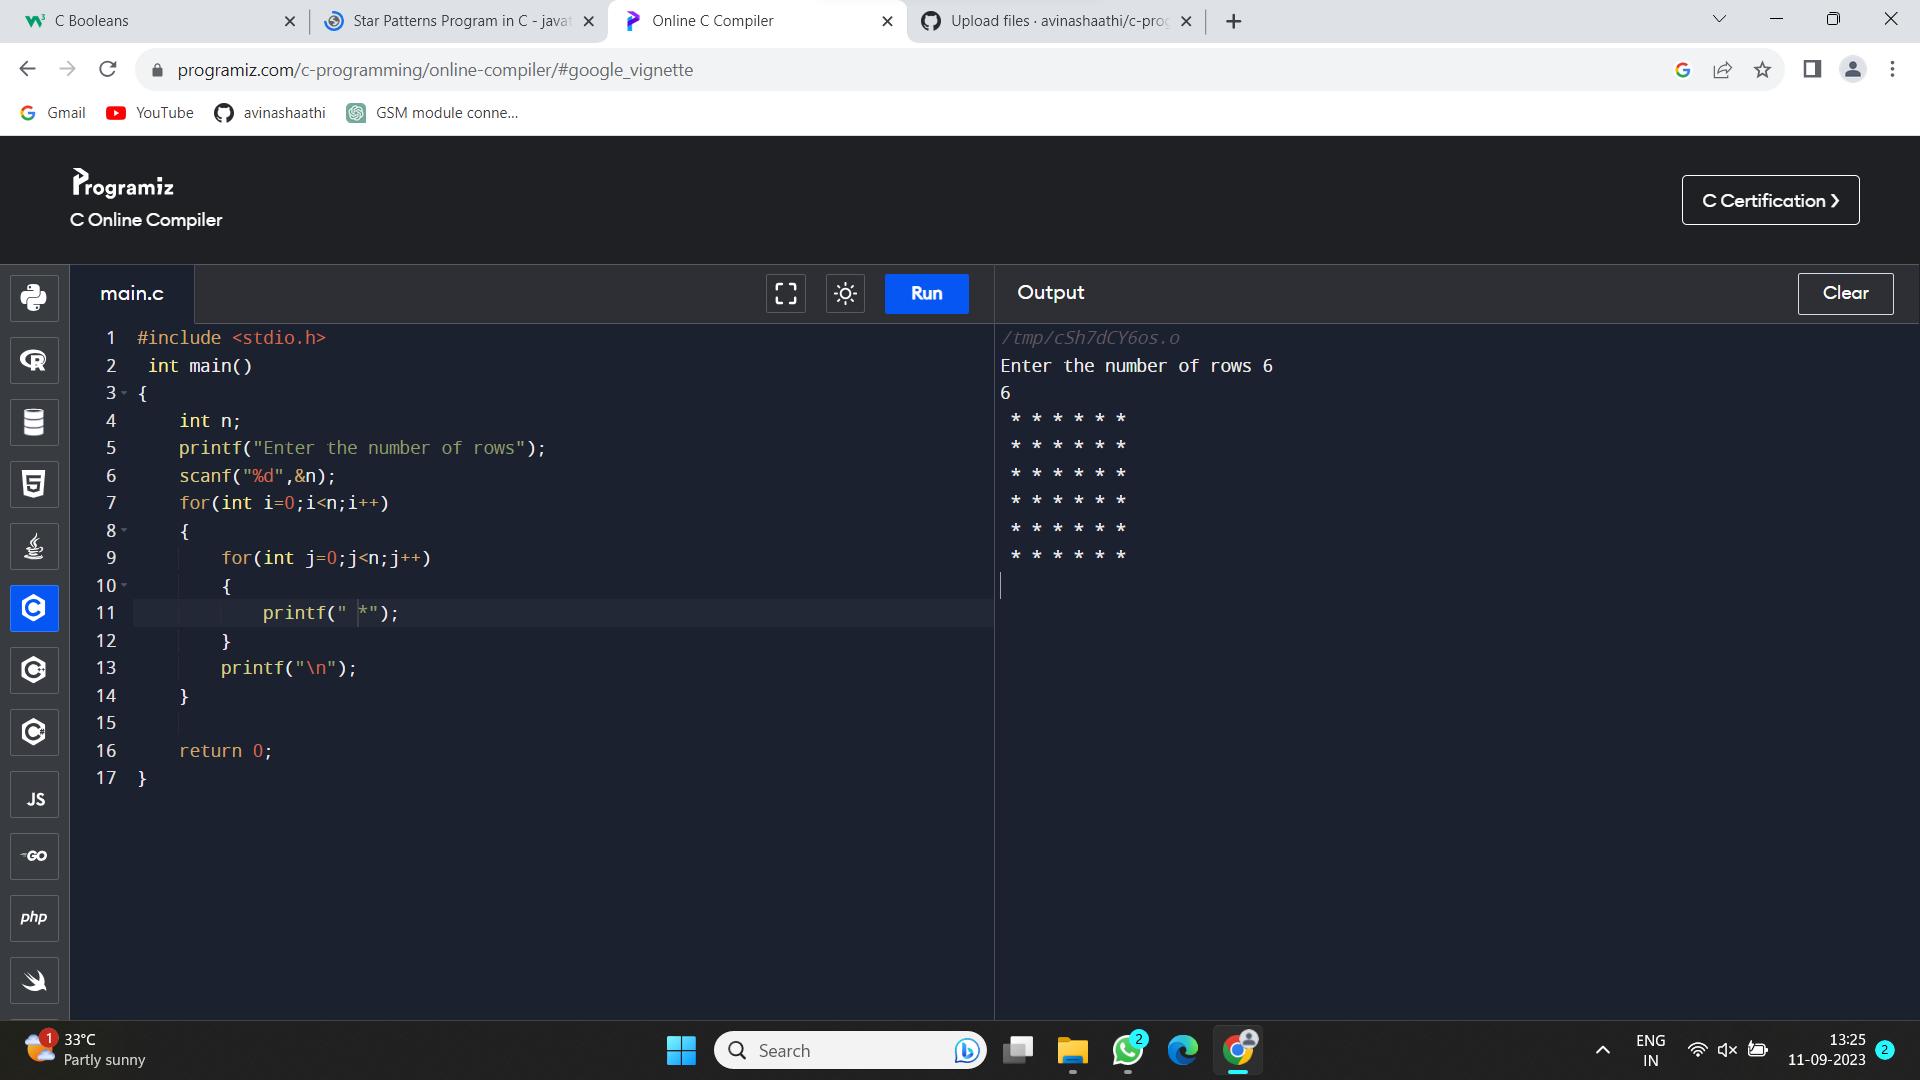 C Booleans
Star Patterns Program in C - javat
Online C Compiler
Upload files · avinashaathi/c-prog
programiz.com/c-programming/online-compiler/#google_vignette
Gmail
YouTube
avinashaathi
GSM module conne...
Programiz
C Online Compiler
C Certification ❯
main.c
Run
Output
Clear
1 #include <stdio.h>
2 int main()
3 {
4 int n;
5 printf("Enter the number of rows");
6 scanf("%d",&n);
7 for(int i=0;i<n;i++)
8 {
9 for(int j=0;j<n;j++)
10 {
11 printf(" *");
12 }
13 printf("\n");
14 }
15
16 return 0;
17 }
/tmp/cSh7dCY6os.o
Enter the number of rows 6
6
* * * * * *
* * * * * *
* * * * * *
* * * * * *
* * * * * *
* * * * * *
JS
GO
php
1
33°C
Partly sunny
Search
2
ENG
IN
13:25
11-09-2023
2